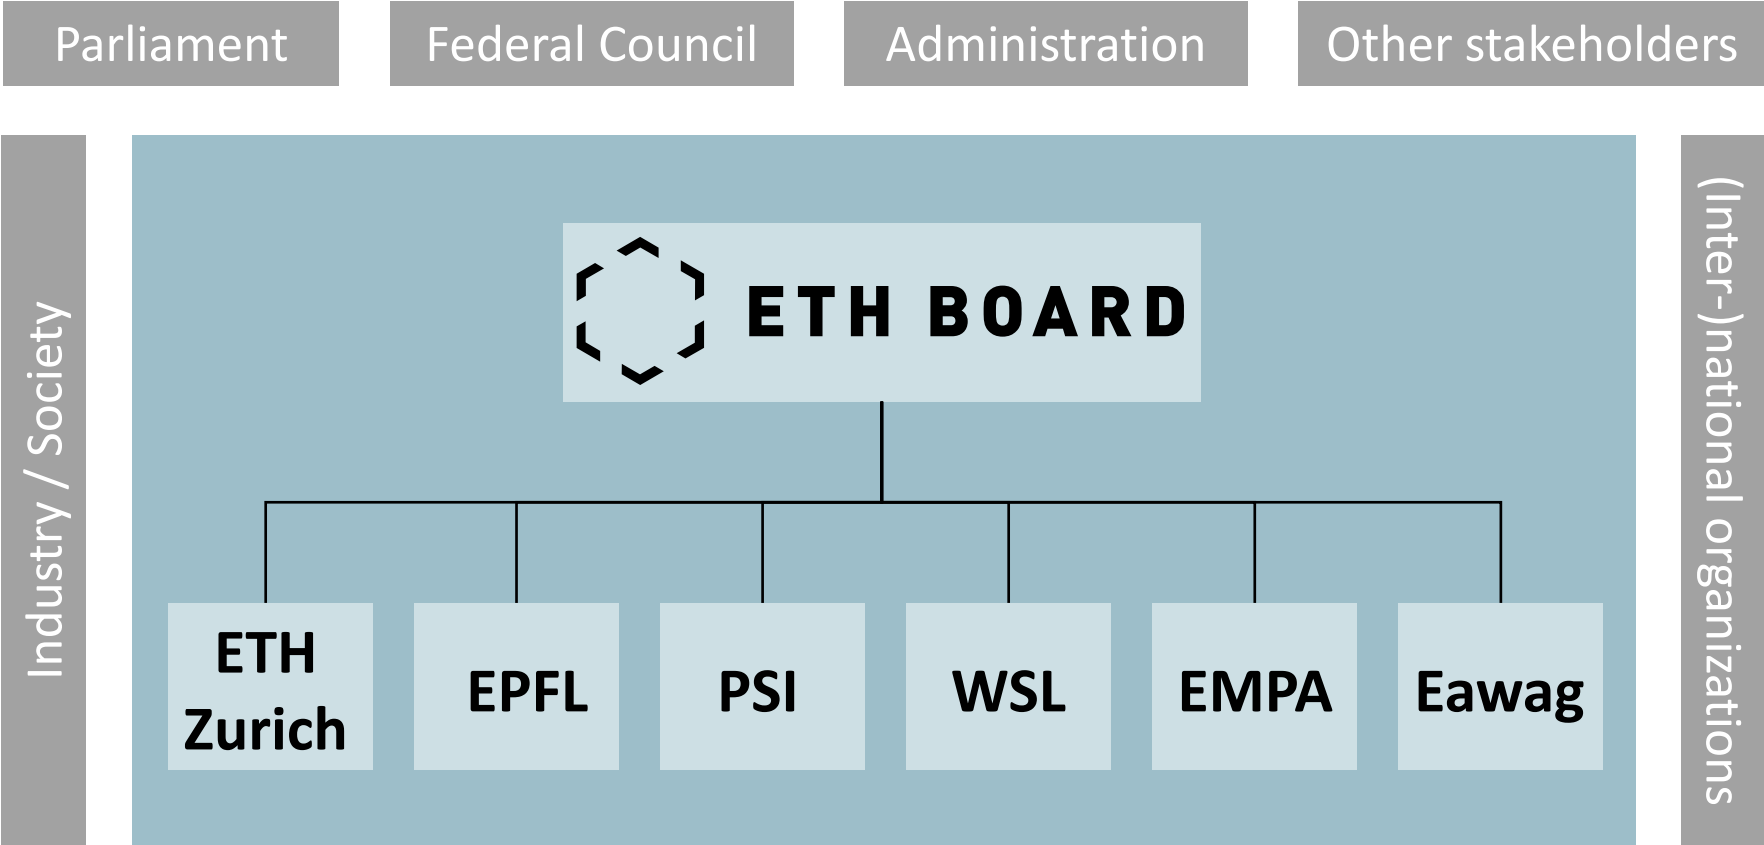 Parliament
Federal Council
Administration
Other stakeholders
Industry / Society
ETH BOARD
(Inter-)national organizations
ETH
Zurich
EPFL
PSI
WSL
EMPA
Eawag